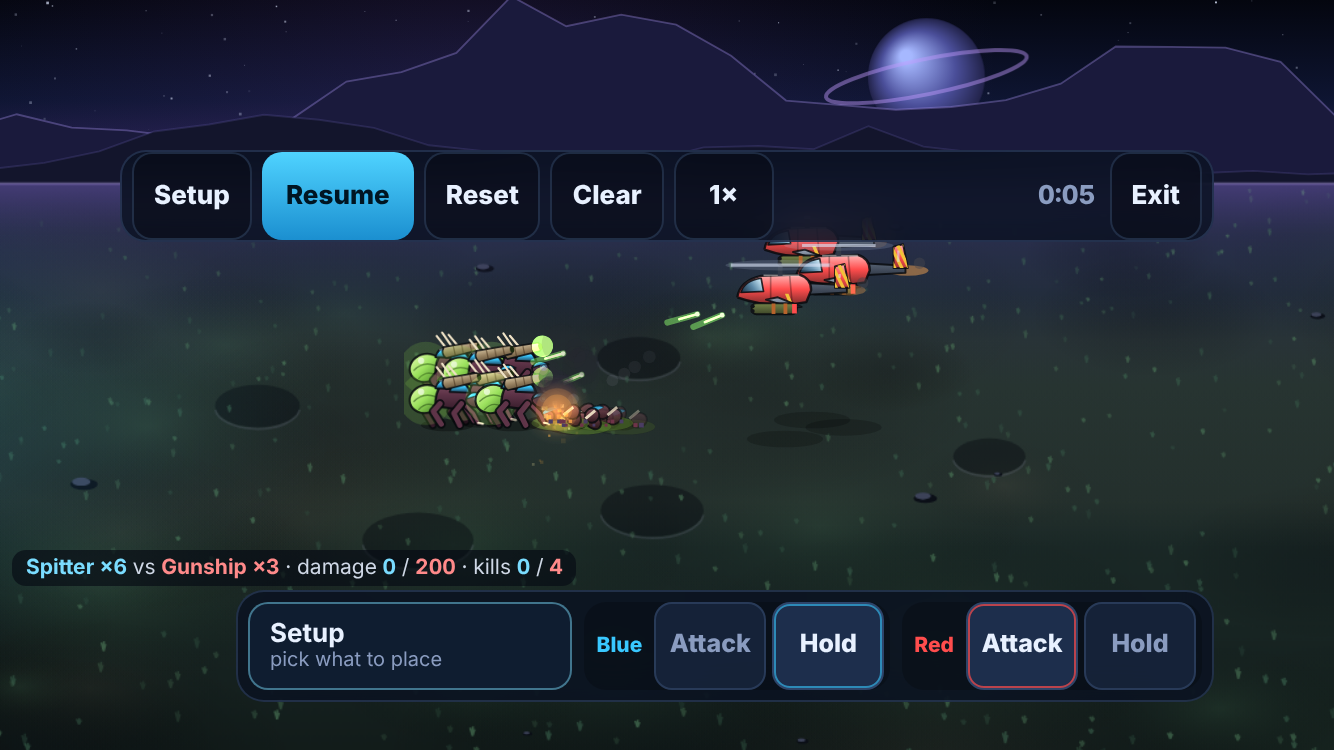 Setup
Resume
Reset
Clear
1×
0:05
Exit
Spitter ×6 vs Gunship ×3 · damage 0 / 200 · kills 0 / 4
Setup
pick what to place
Blue
Attack
Hold
Red
Attack
Hold